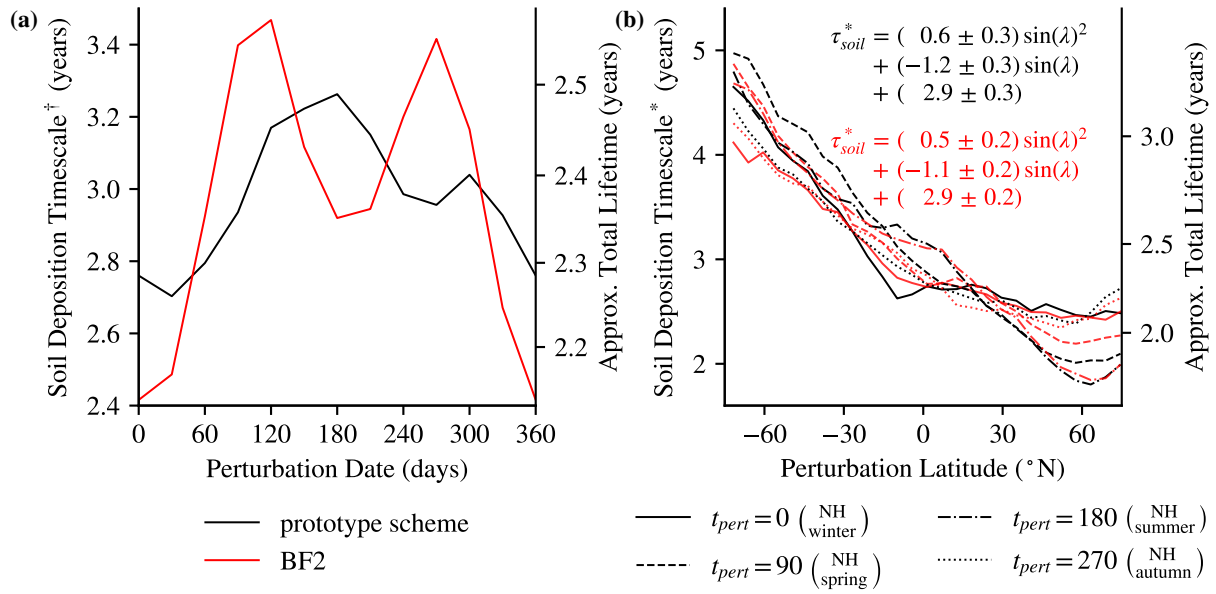 (a)
Soil Deposition Timescale† (years)
3.4
3.2
3.0
2.8
2.6
2.4
0
60
120
180
240
300
360
Perturbation Date (days)
2.5
2.4
2.3
2.2
Approx. Total Lifetime (years)
prototype scheme
BF2
(b)
Soil Deposition Timescale* (years)
5
4
3
2
τ*soil = ( 0.6 ± 0.3) sin(λ)²
+ (−1.2 ± 0.3) sin(λ)
+ ( 2.9 ± 0.3)
τ*soil = ( 0.5 ± 0.2) sin(λ)²
+ (−1.1 ± 0.2) sin(λ)
+ ( 2.9 ± 0.2)
−60
−30
0
30
60
Perturbation Latitude (°N)
3.0
2.5
2.0
Approx. Total Lifetime (years)
tpert = 0 (NH winter)
tpert = 90 (NH spring)
tpert = 180 (NH summer)
tpert = 270 (NH autumn)